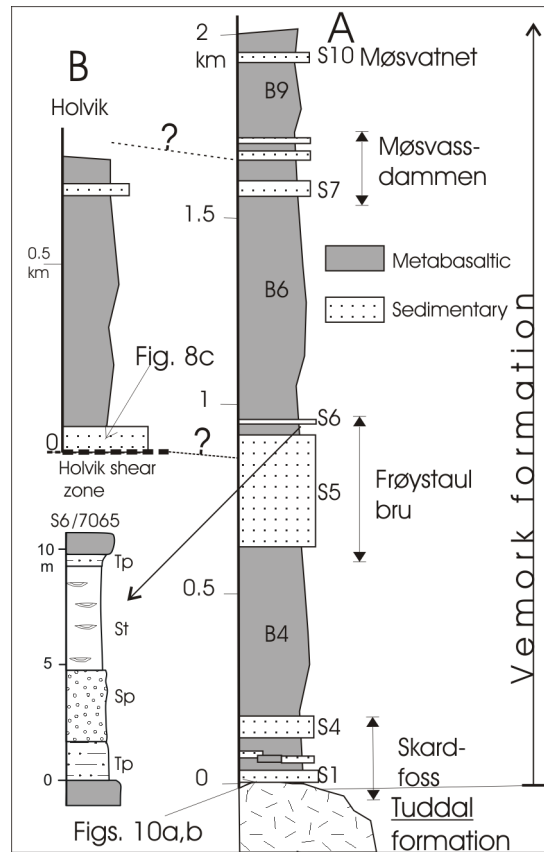 A
B
2
km
S10 Møsvatnet
B9
Holvik
?
Møsvass-
dammen
S7
1,5
0.5
km
B6
Metabasaltic
Sedimentary
Fig. 8c
1
S6
0
?
Holvik shear
zone
S5
Frøystaul
bru
S6/7065
10
m
Tp
St
0.5
5
B4
Sp
Tp
0
S4
Skard-
foss
0
S1
Figs. 10a,b
Tuddal
formation
Vemork formation